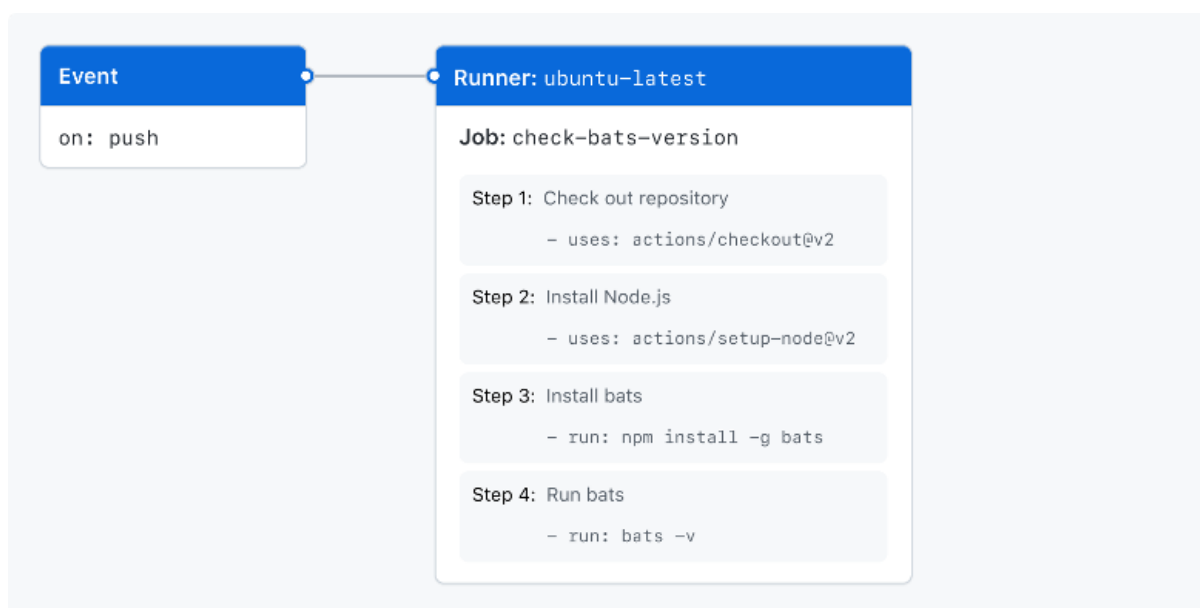 Event
on: push
Runner: ubuntu-latest
Job: check-bats-version
Step 1: Check out repository
- uses: actions/checkout@v2
Step 2: Install Node.js
- uses: actions/setup-node@v2
Step 3: Install bats
- run: npm install -g bats
Step 4: Run bats
- run: bats -v